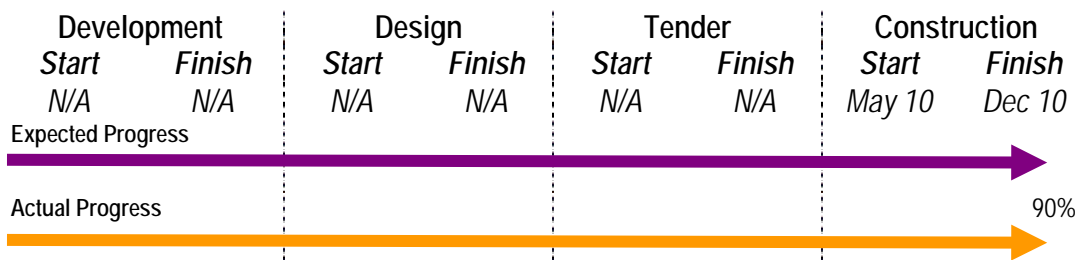 Development Design Tender Construction
Start Finish Start Finish Start Finish Start Finish
N/A N/A N/A N/A N/A N/A May 10 Dec 10
Expected Progress
Actual Progress 90%